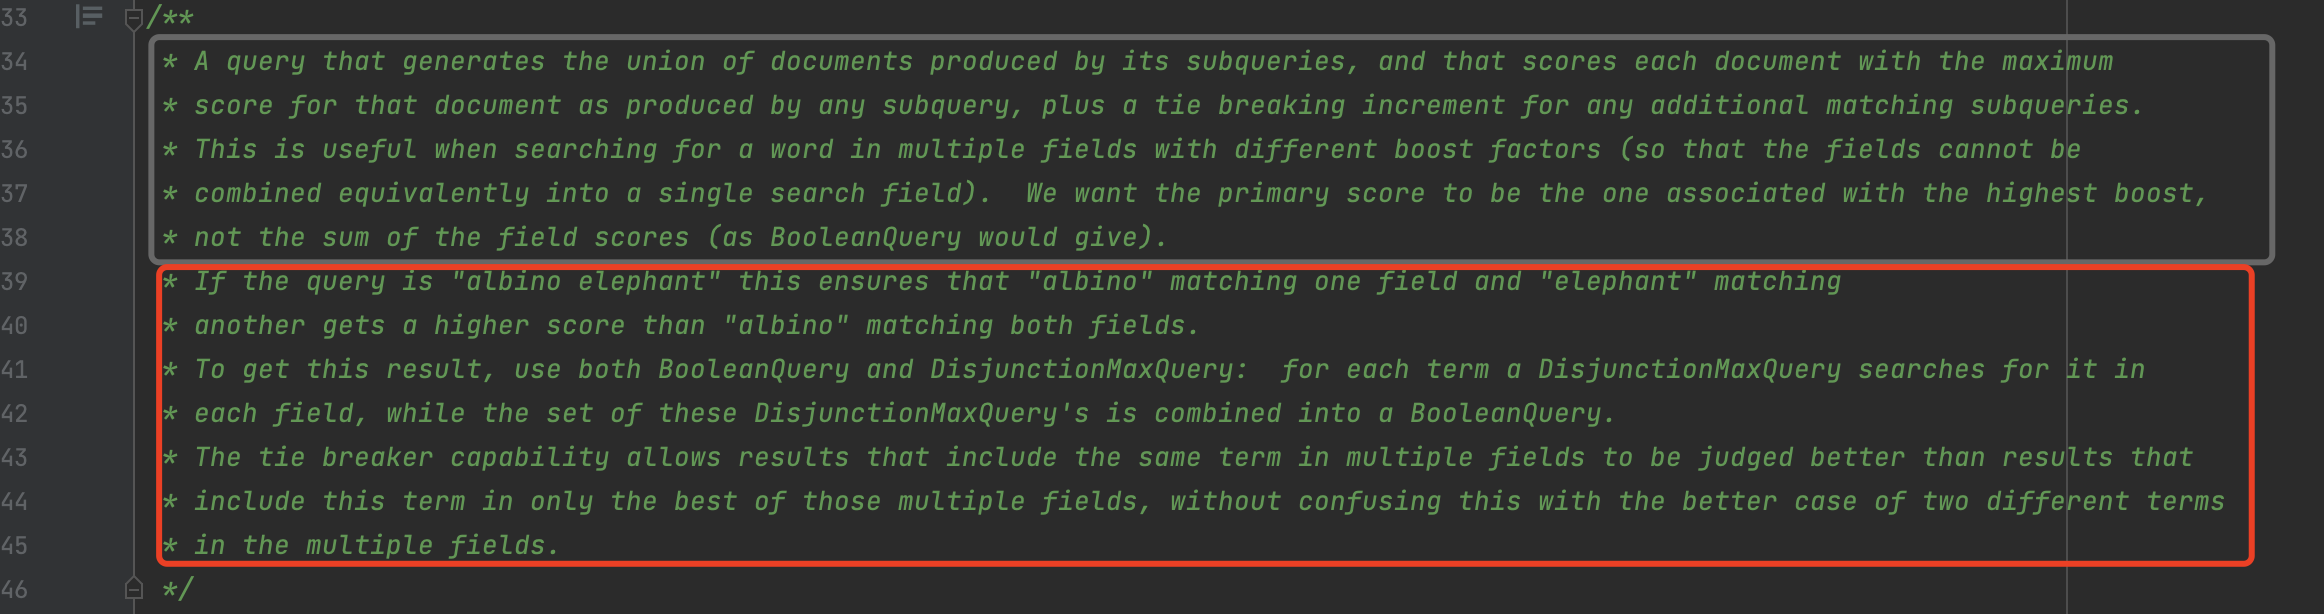 33 /**
34 * A query that generates the union of documents produced by its subqueries, and that scores each document with the maximum
35 * score for that document as produced by any subquery, plus a tie breaking increment for any additional matching subqueries.
36 * This is useful when searching for a word in multiple fields with different boost factors (so that the fields cannot be
37 * combined equivalently into a single search field).  We want the primary score to be the one associated with the highest boost,
38 * not the sum of the field scores (as BooleanQuery would give).
39 * If the query is "albino elephant" this ensures that "albino" matching one field and "elephant" matching
40 * another gets a higher score than "albino" matching both fields.
41 * To get this result, use both BooleanQuery and DisjunctionMaxQuery:  for each term a DisjunctionMaxQuery searches for it in
42 * each field, while the set of these DisjunctionMaxQuery's is combined into a BooleanQuery.
43 * The tie breaker capability allows results that include the same term in multiple fields to be judged better than results that
44 * include this term in only the best of those multiple fields, without confusing this with the better case of two different terms
45 * in the multiple fields.
46 */